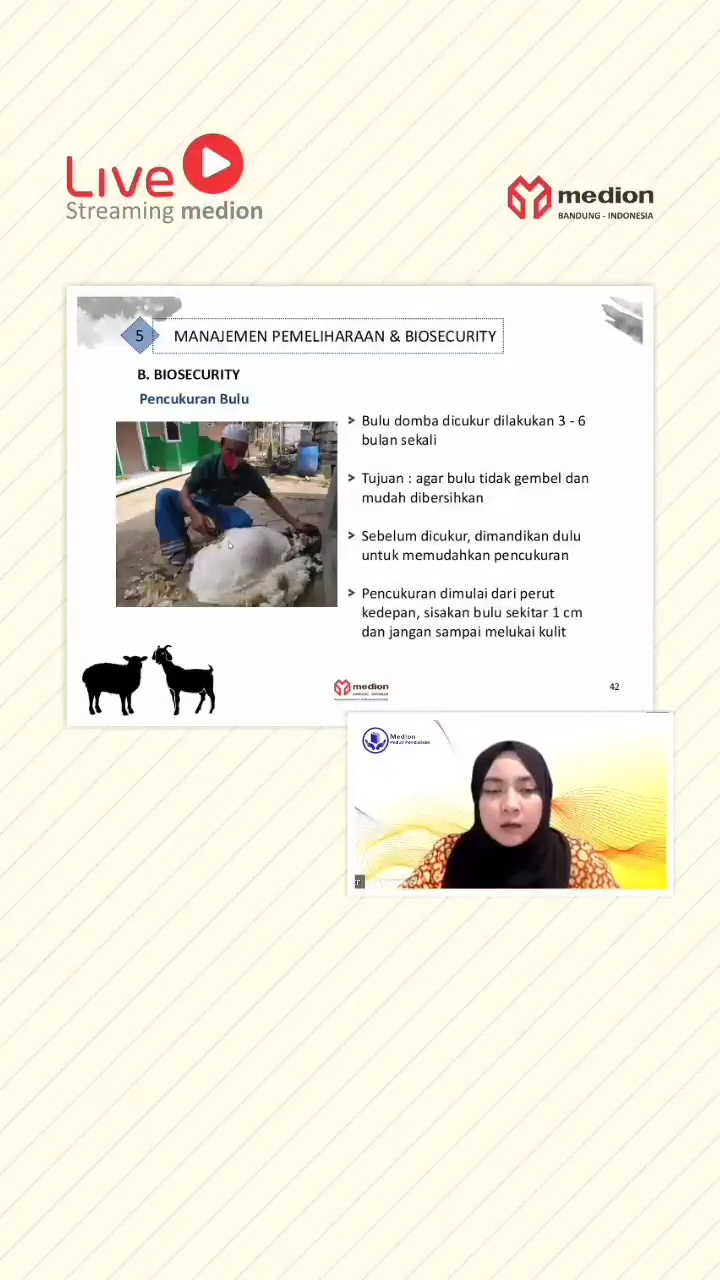 Live
Streaming medion
medion
BANDUNG - INDONESIA
5
MANAJEMEN PEMELIHARAAN & BIOSECURITY
B. BIOSECURITY
Pencukuran Bulu
Bulu domba dicukur dilakukan 3 - 6
bulan sekali
Tujuan : agar bulu tidak gembel dan
mudah dibersihkan
Sebelum dicukur, dimandikan dulu
untuk memudahkan pencukuran
Pencukuran dimulai dari perut
kedepan, sisakan bulu sekitar 1 cm
dan jangan sampai melukai kulit
medion
42
Medion
Peduli Pendidikan